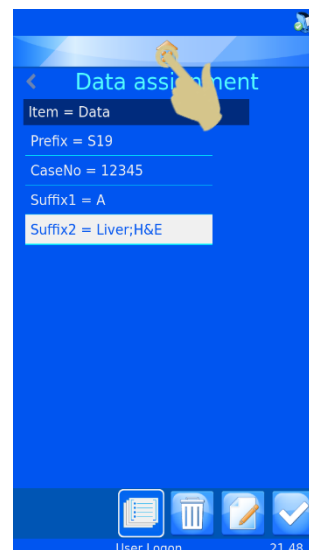 Data assignment
Item = Data
Prefix = S19
CaseNo = 12345
Suffix1 = A
Suffix2 = Liver;H&E
User Logon 21.48